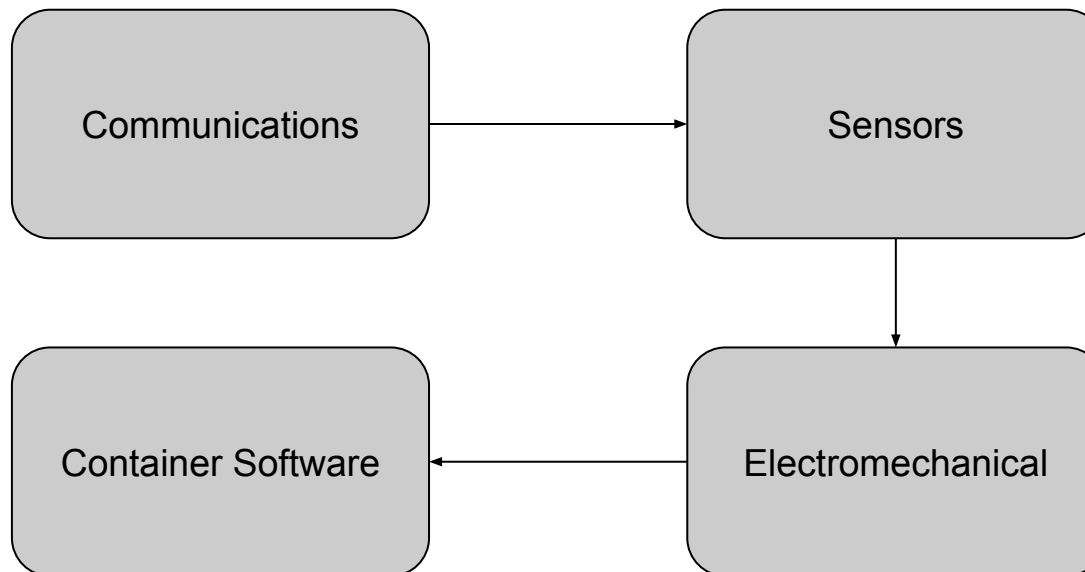 Communications
Sensors
Container Software
Electromechanical